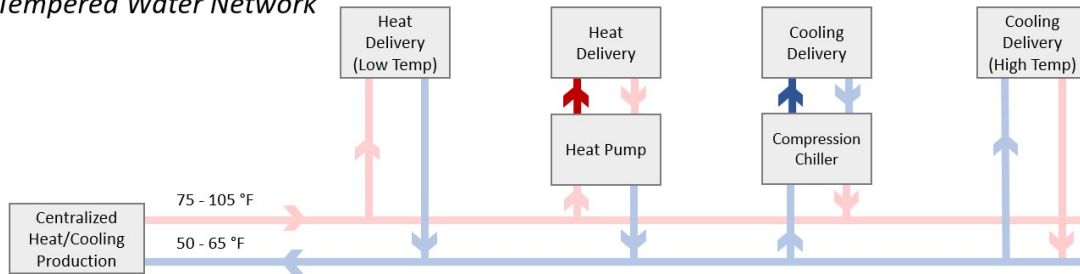 Tempered Water Network
Heat
Delivery
(Low Temp)
Heat
Delivery
Cooling
Delivery
Cooling
Delivery
(High Temp)
Heat Pump
Compression
Chiller
75 - 105 °F
Centralized
Heat/Cooling
Production
50 - 65 °F